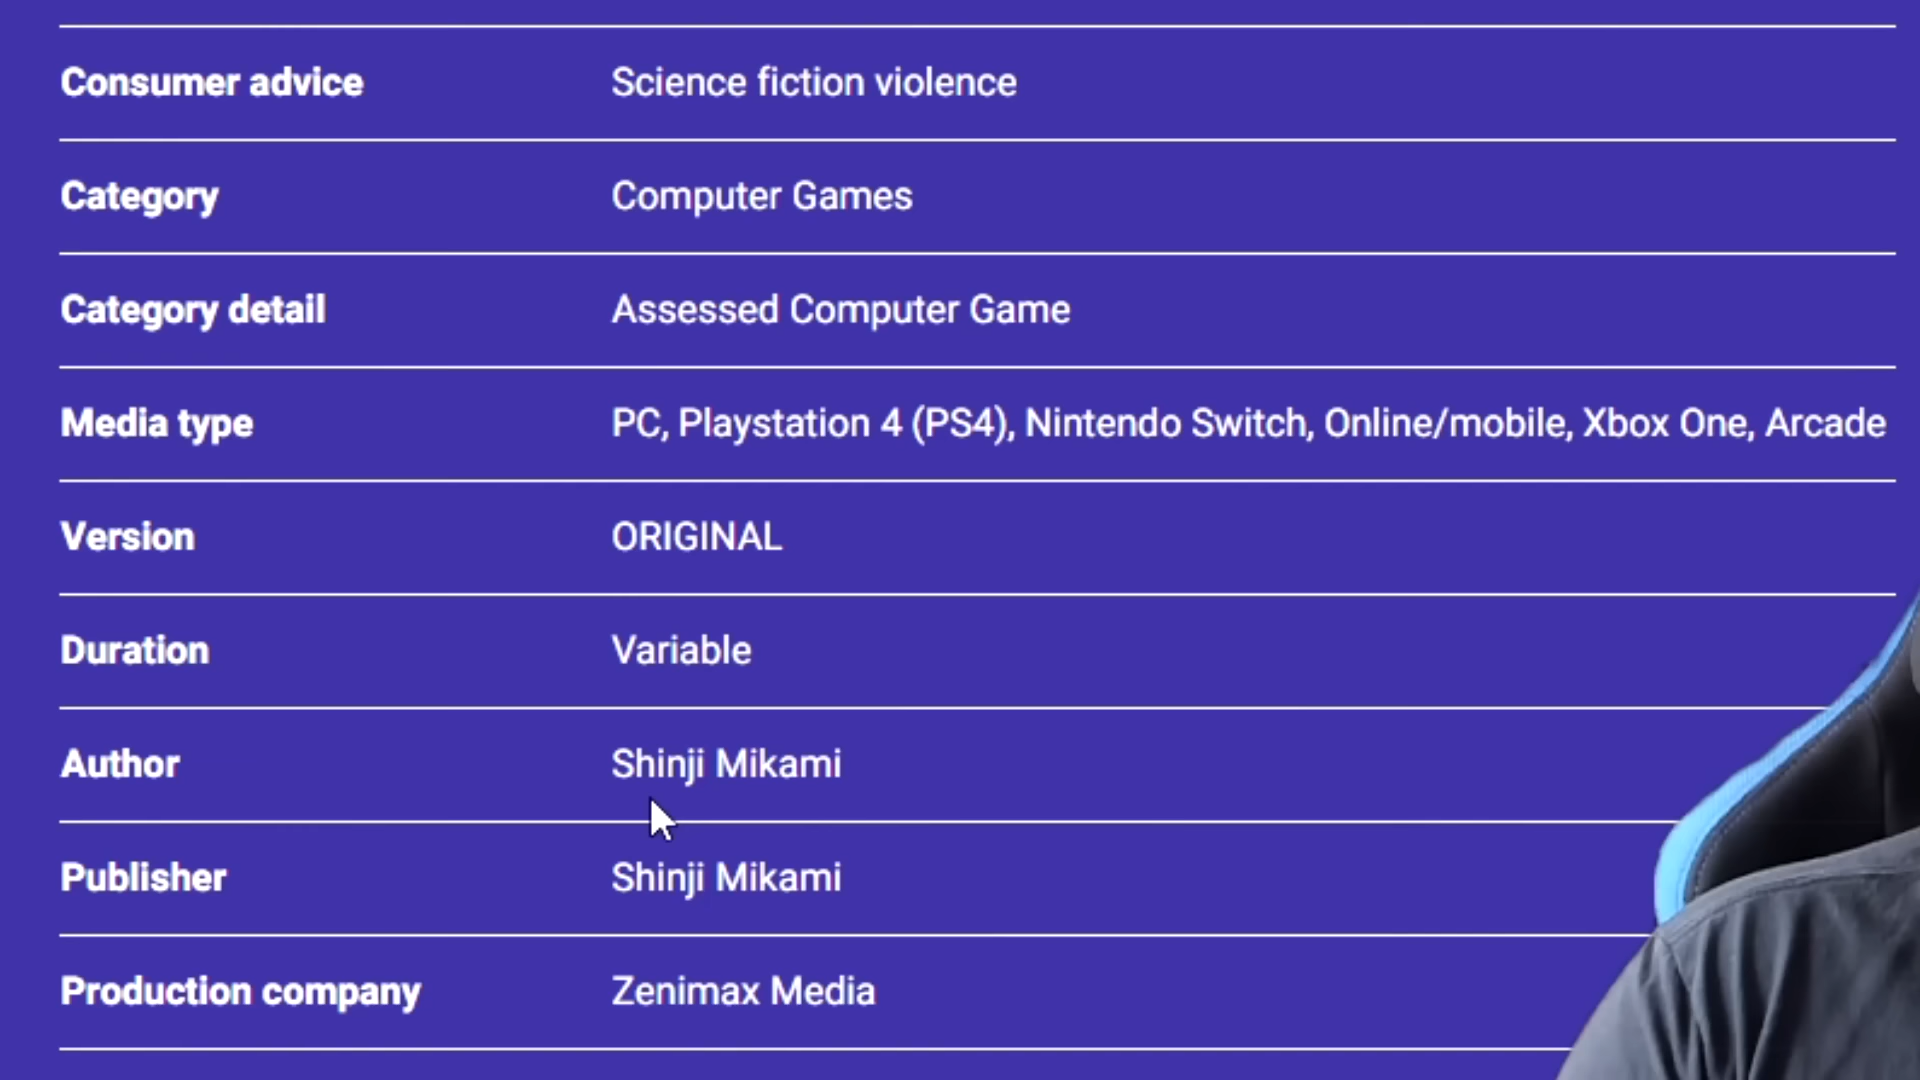 Consumer advice Science fiction violence
Category Computer Games
Category detail Assessed Computer Game
Media type PC, Playstation 4 (PS4), Nintendo Switch, Online/mobile, Xbox One, Arcade
Version ORIGINAL
Duration Variable
Author Shinji Mikami
Publisher Shinji Mikami
Production company Zenimax Media